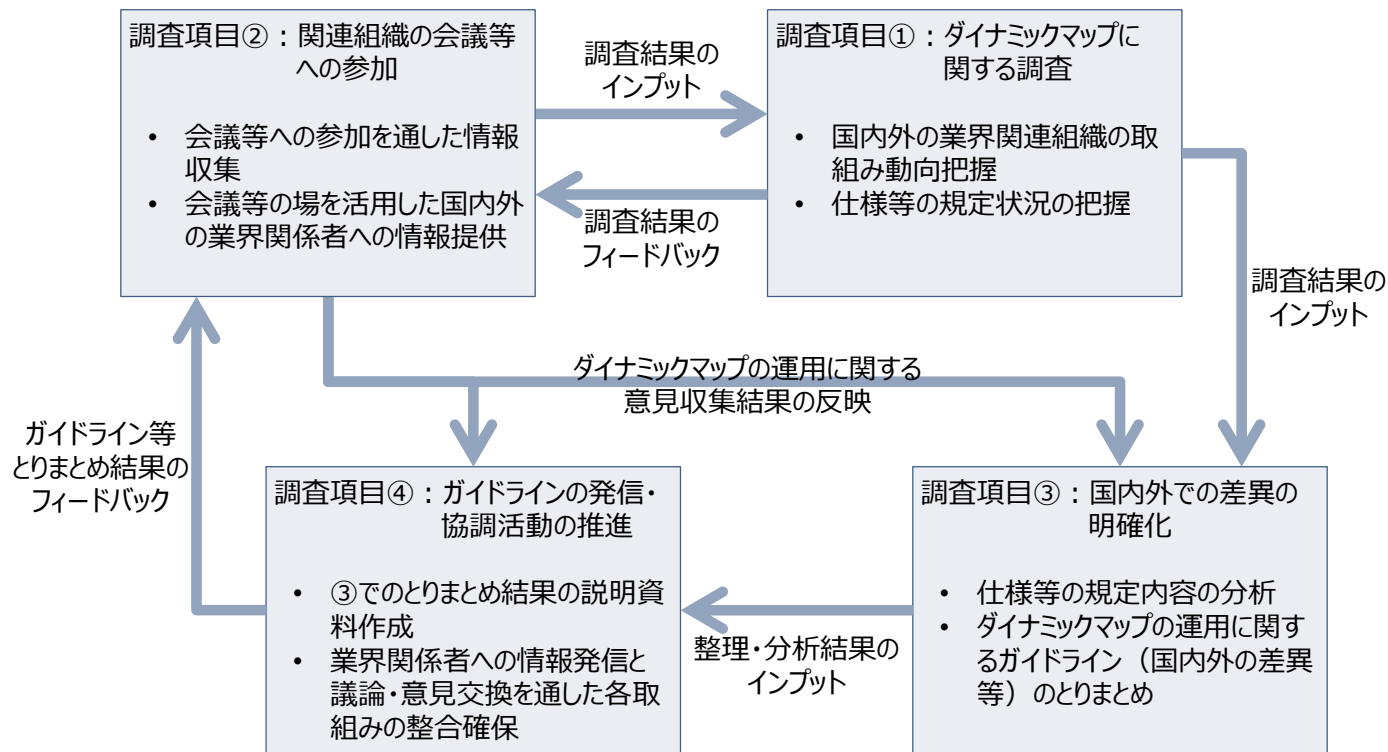 調査項目②：関連組織の会議等
への参加
• 会議等への参加を通した情報
収集
• 会議等の場を活用した国内外
の業界関係者への情報提供
調査結果の
インプット
調査結果の
フィードバック
調査項目①：ダイナミックマップに
関する調査
• 国内外の業界関連組織の取
組み動向把握
• 仕様等の規定状況の把握
調査結果の
インプット
ダイナミックマップの運用に関する
意見収集結果の反映
ガイドライン等
とりまとめ結果の
フィードバック
調査項目④：ガイドラインの発信・
協調活動の推進
• ③でのとりまとめ結果の説明資
料作成
• 業界関係者への情報発信と
議論・意見交換を通した各取
組みの整合確保
整理・分析結果の
インプット
調査項目③：国内外での差異の
明確化
• 仕様等の規定内容の分析
• ダイナミックマップの運用に関す
るガイドライン（国内外の差異
等）のとりまとめ